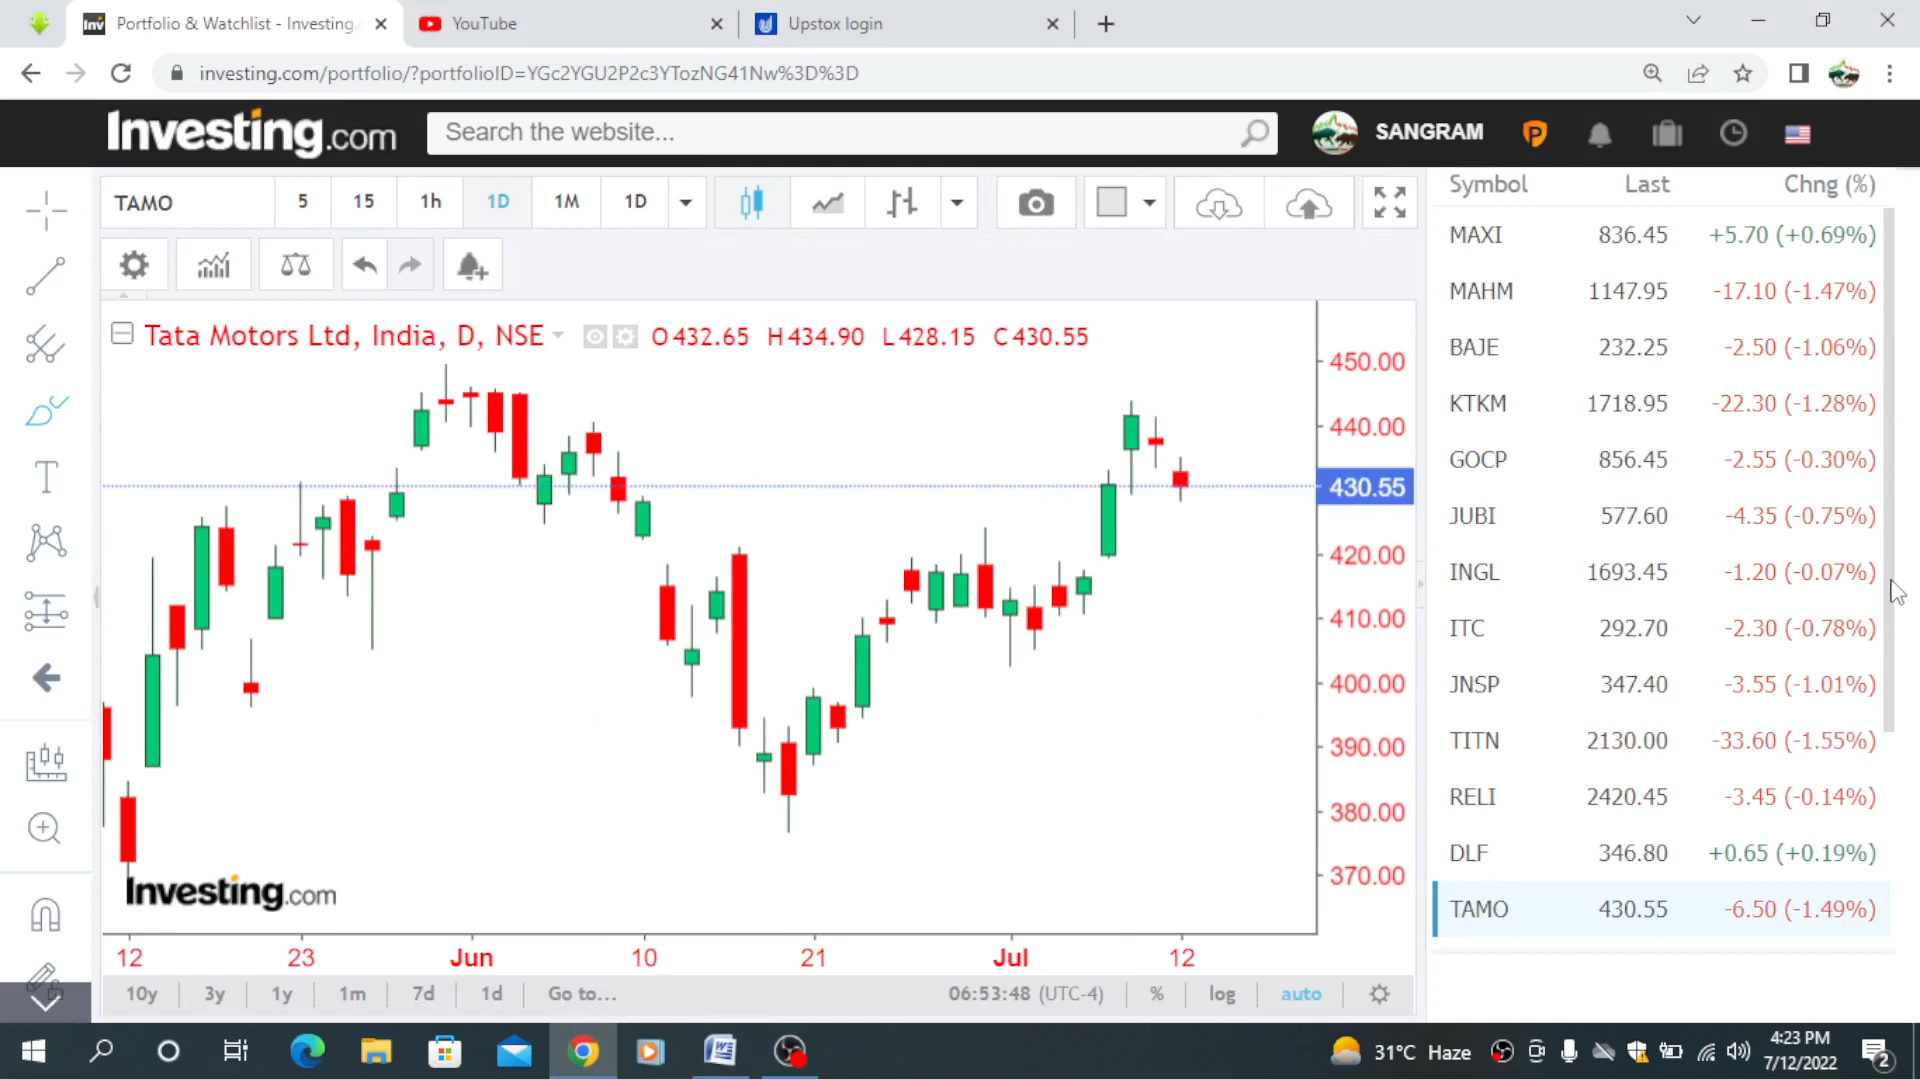 Portfolio & Watchlist - Investing.
YouTube
Upstox login
investing.com/portfolio/?portfolioID=YGc2YGU2P2c3YTozNG41Nw%3D%3D
Investing.com
Search the website...
SANGRAM
TAMO
5
15
1h
1D
1M
1D
Symbol Last Chng (%)
MAXI 836.45 +5.70 (+0.69%)
MAHM 1147.95 -17.10 (-1.47%)
BAJE 232.25 -2.50 (-1.06%)
KTKM 1718.95 -22.30 (-1.28%)
GOCP 856.45 -2.55 (-0.30%)
JUBI 577.60 -4.35 (-0.75%)
INGL 1693.45 -1.20 (-0.07%)
ITC 292.70 -2.30 (-0.78%)
JNSP 347.40 -3.55 (-1.01%)
TITN 2130.00 -33.60 (-1.55%)
RELI 2420.45 -3.45 (-0.14%)
DLF 346.80 +0.65 (+0.19%)
TAMO 430.55 -6.50 (-1.49%)
Tata Motors Ltd, India, D, NSE O 432.65 H 434.90 L 428.15 C 430.55
450.00
440.00
430.55
420.00
410.00
400.00
390.00
380.00
370.00
Investing.com
12 23 Jun 10 21 Jul 12
10y 3y 1y 1m 7d 1d Go to... 06:53:48 (UTC-4) % log auto
31°C Haze
4:23 PM
7/12/2022
2